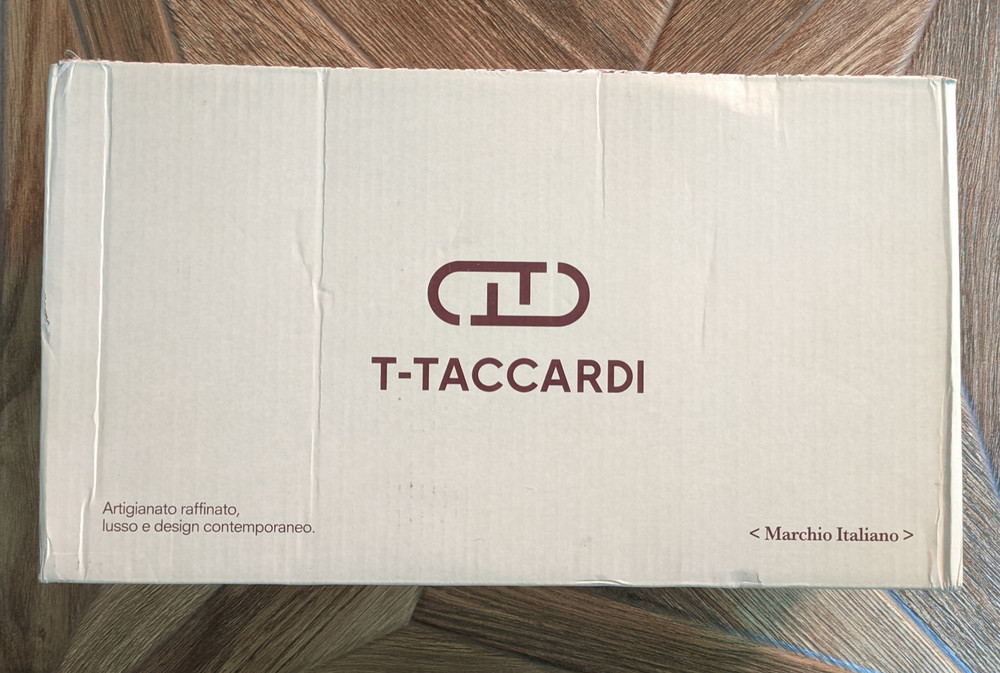 T-TACCARDI
Artigianato raffinato,
lusso e design contemporaneo.
< Marchio Italiano >